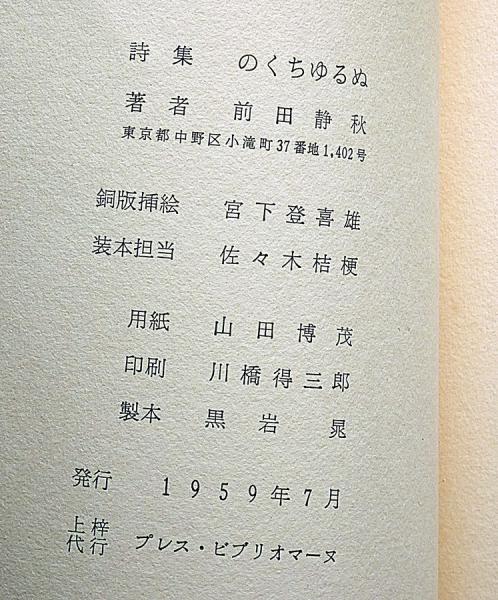 詩集 のくちゆるぬ
著者 前田静秋
東京都中野区小滝町37番地1,402号
銅版挿絵 宮下登喜雄
装本担当 佐々木桔梗
用紙 山田博茂
印刷 川橋得三郎
製本 黒岩晃
発行 1959年7月
上梓代行 プレス・ビブリオマーヌ